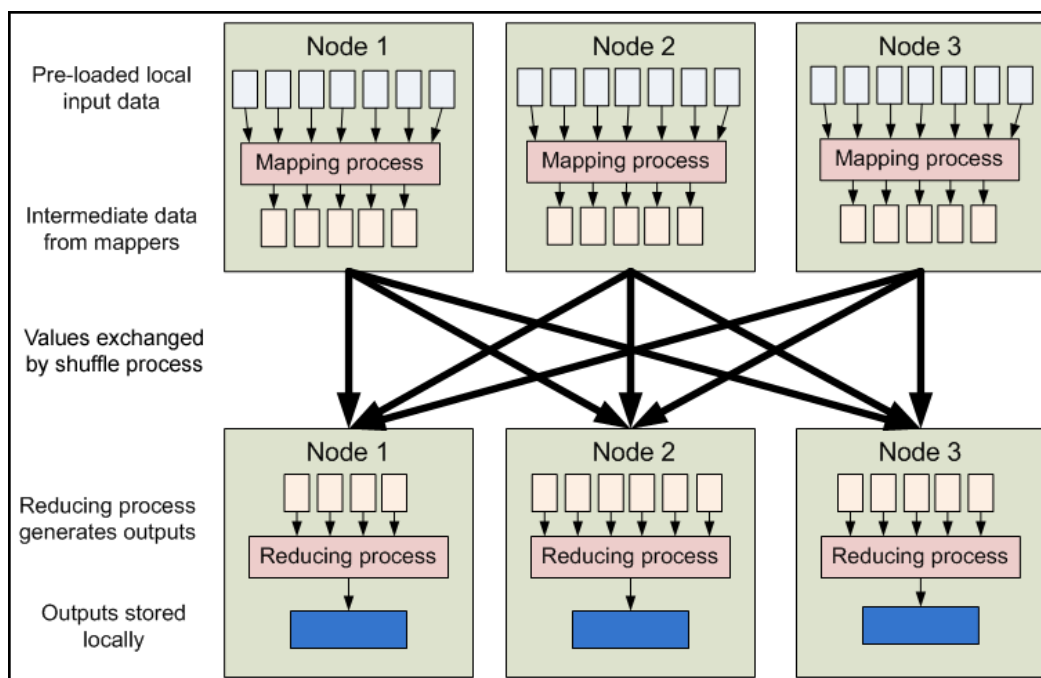 Node 1
Node 2
Node 3
Pre-loaded local
input data
Mapping process
Mapping process
Mapping process
Intermediate data
from mappers
Values exchanged
by shuffle process
Node 1
Node 2
Node 3
Reducing process
generates outputs
Reducing process
Reducing process
Reducing process
Outputs stored
locally